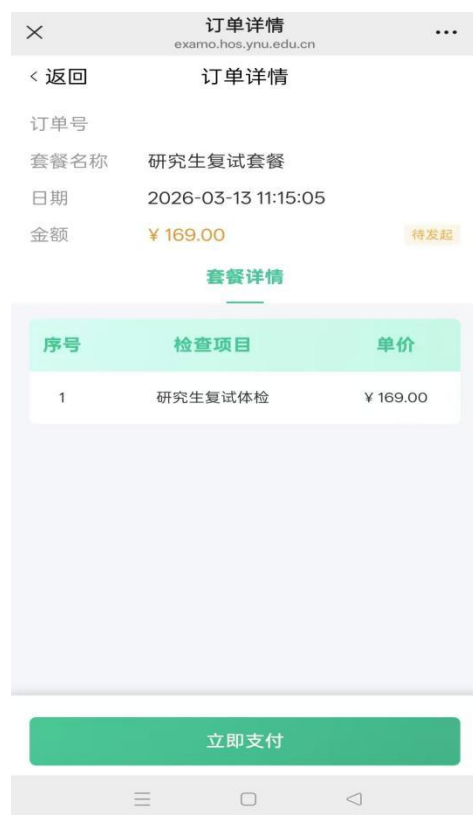 订单详情
examo.hos.ynu.edu.cn
返回 订单详情
订单号
套餐名称 研究生复试套餐
日期 2026-03-13 11:15:05
金额 ¥ 169.00 待发起
套餐详情
序号 检查项目 单价
1 研究生复试体检 ¥ 169.00
立即支付